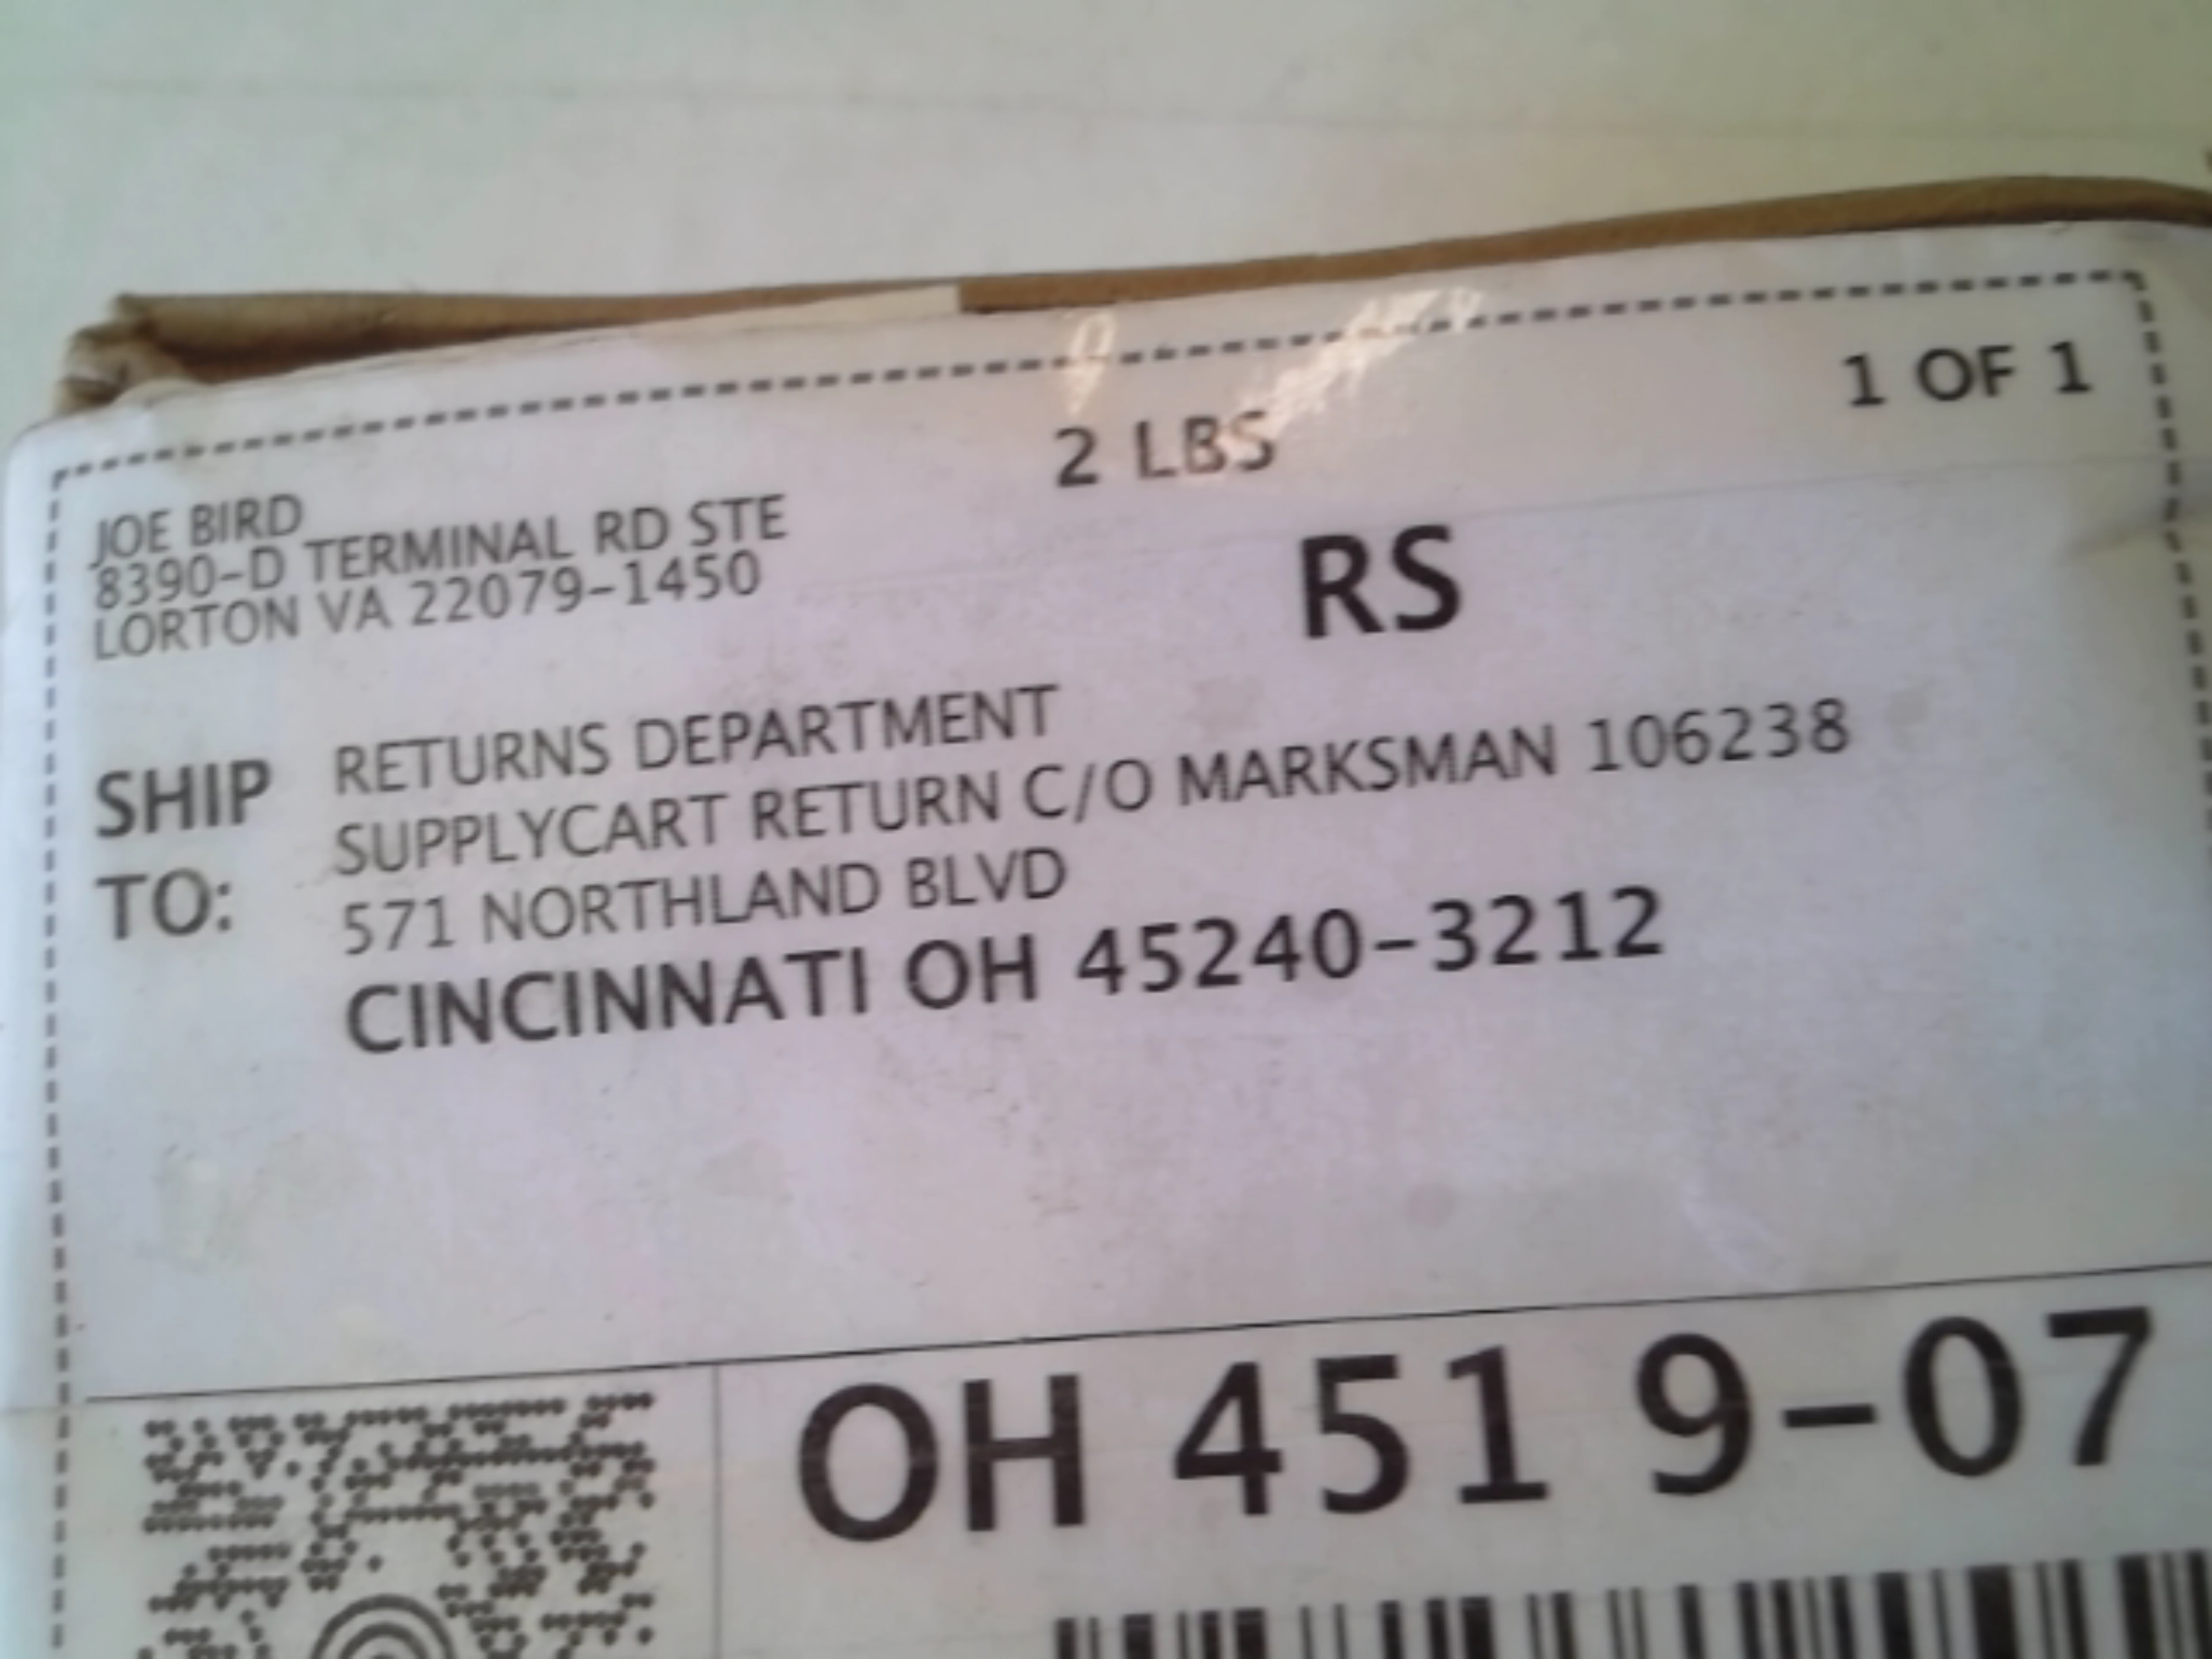 JOE BIRD
8390-D TERMINAL RD STE
LORTON VA 22079-1450
2 LBS
1 OF 1
RS
SHIP TO:
RETURNS DEPARTMENT
SUPPLYCART RETURN C/O MARKSMAN 106238
571 NORTHLAND BLVD
CINCINNATI OH 45240-3212
OH 451 9-07